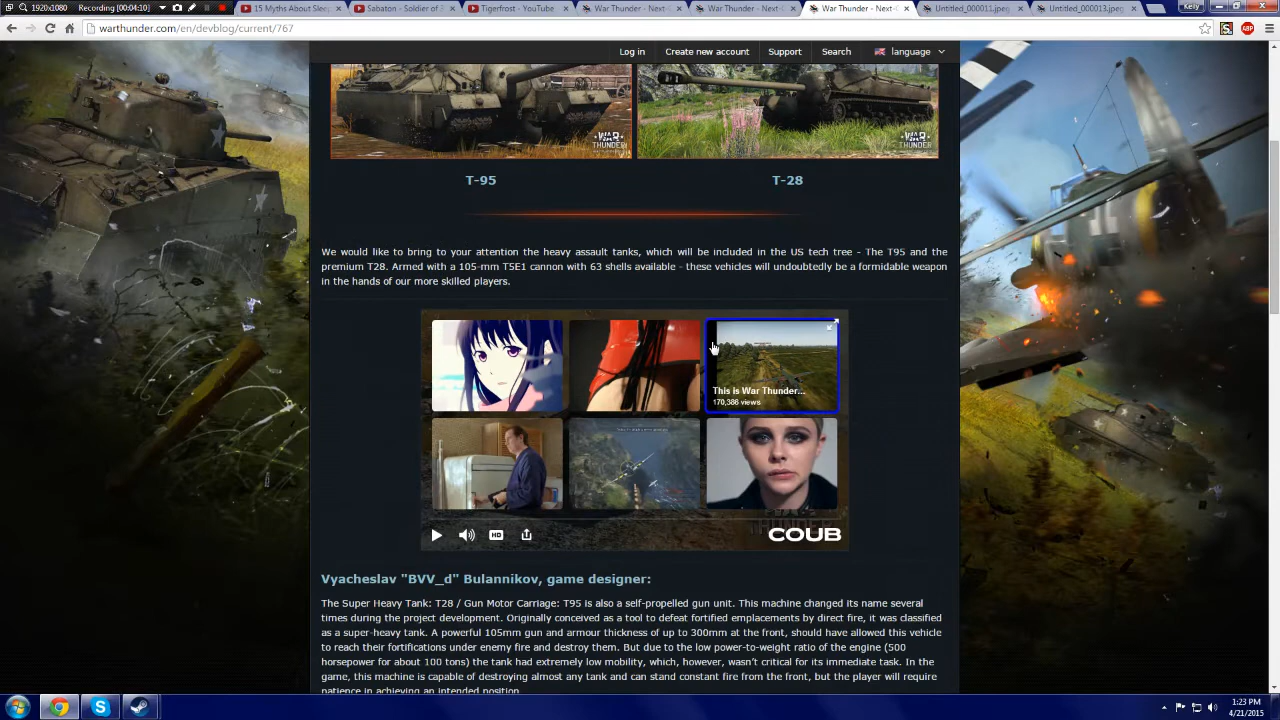 1920x1080 Recording [00:04:10]
15 Myths About Slee
Sabaton - Soldier of
Tigerfrost - YouTube
War Thunder - Next-
War Thunder - Next-
War Thunder - Next-
Untitled_000011.jpeg
Untitled_000013.jpeg
Kelly
warthunder.com/en/devblog/current/767
ABP
Log in Create new account Support Search language
WAR THUNDER
WAR THUNDER
T-95
T-28
We would like to bring to your attention the heavy assault tanks, which will be included in the US tech tree - The T95 and the
premium T28. Armed with a 105-mm T5E1 cannon with 63 shells available - these vehicles will undoubtedly be a formidable weapon
in the hands of our more skilled players.
This is War Thunder...
170,386 views
HD
COUB
Vyacheslav "BVV_d" Bulannikov, game designer:
The Super Heavy Tank: T28 / Gun Motor Carriage: T95 is also a self-propelled gun unit. This machine changed its name several
times during the project development. Originally conceived as a tool to defeat fortified emplacements by direct fire, it was classified
as a super-heavy tank. A powerful 105mm gun and armour thickness of up to 300mm at the front, should have allowed this vehicle
to reach their fortifications under enemy fire and destroy them. But due to the low power-to-weight ratio of the engine (500
horsepower for about 100 tons) the tank had extremely low mobility, which, however, wasn't critical for its immediate task. In the
game, this machine is capable of destroying almost any tank and can stand constant fire from the front, but the player will require
patience in achieving an intended position.
1:23 PM
4/21/2015